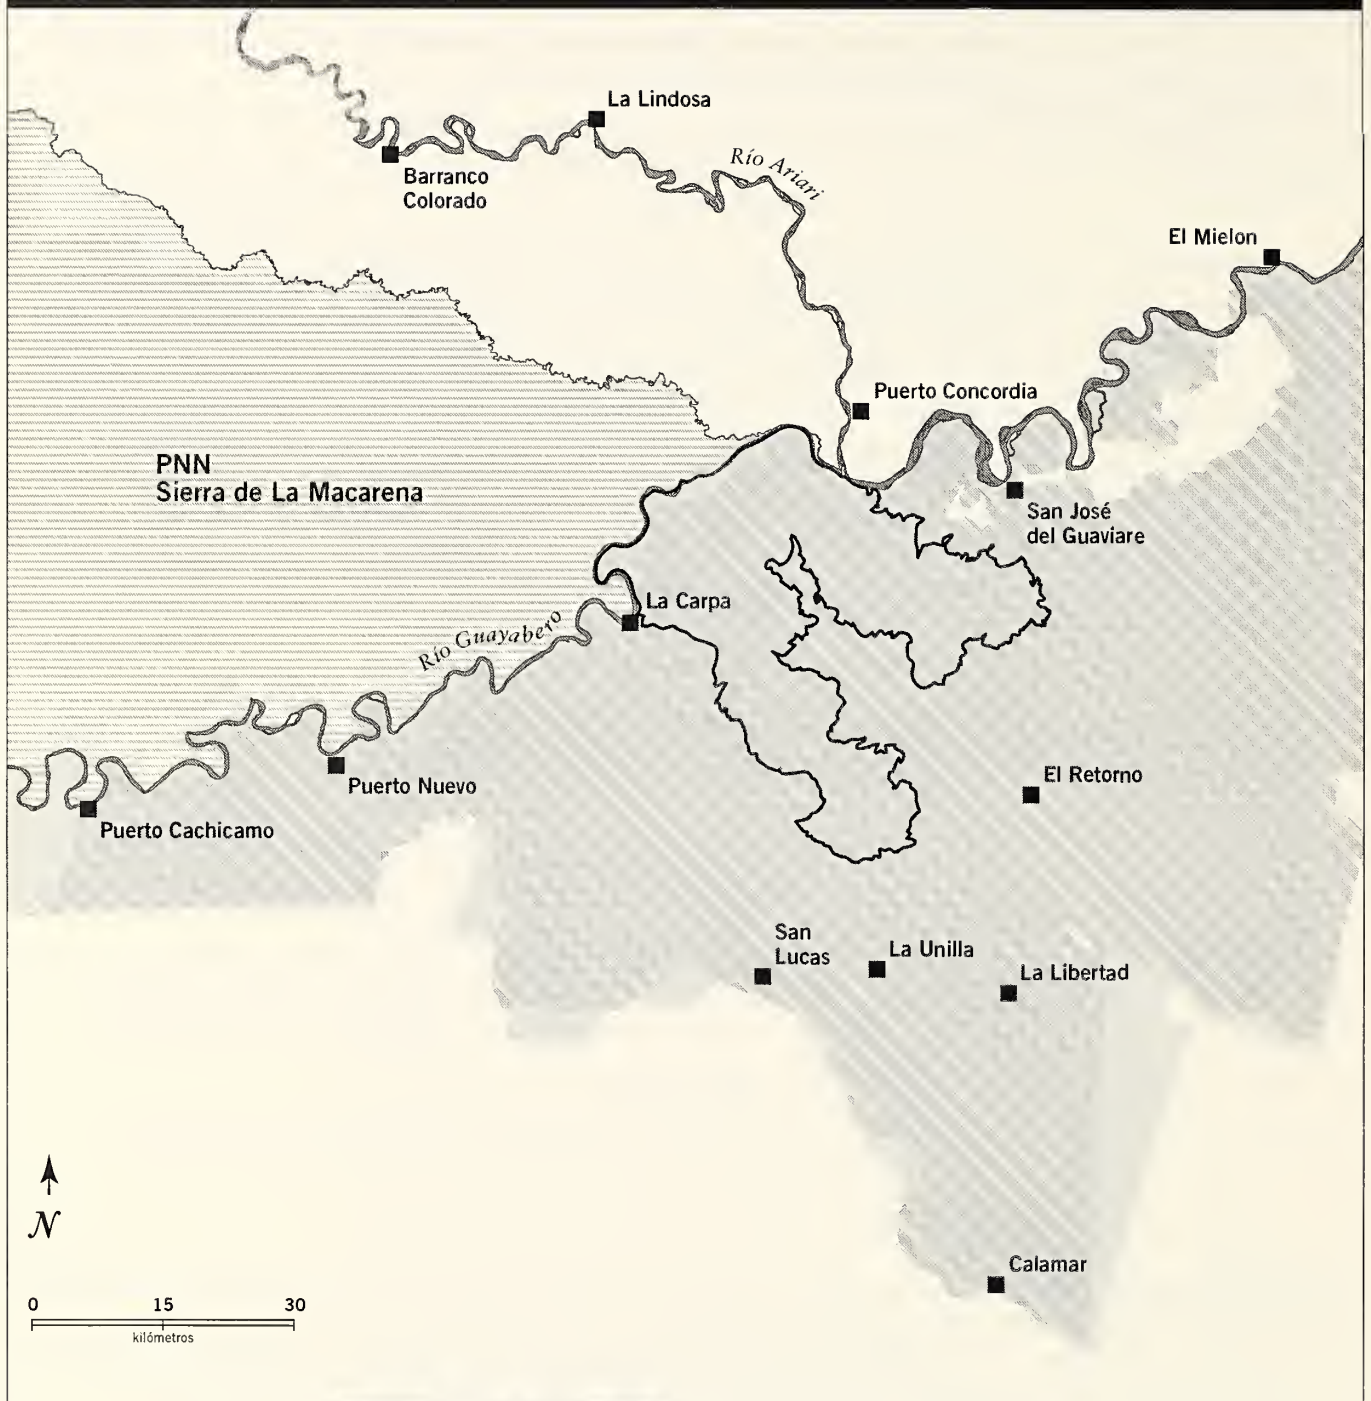 La Lindosa
Río Ariari
Barranco
Colorado
El Mielon
Puerto Concordia
PNN
Sierra de La Macarena
San José
del Guaviare
La Carpa
Río Guayabero
El Retorno
Puerto Nuevo
Puerto Cachicamo
San
Lucas
La Unilla
La Libertad
N
Calamar
0 15 30
kilómetros